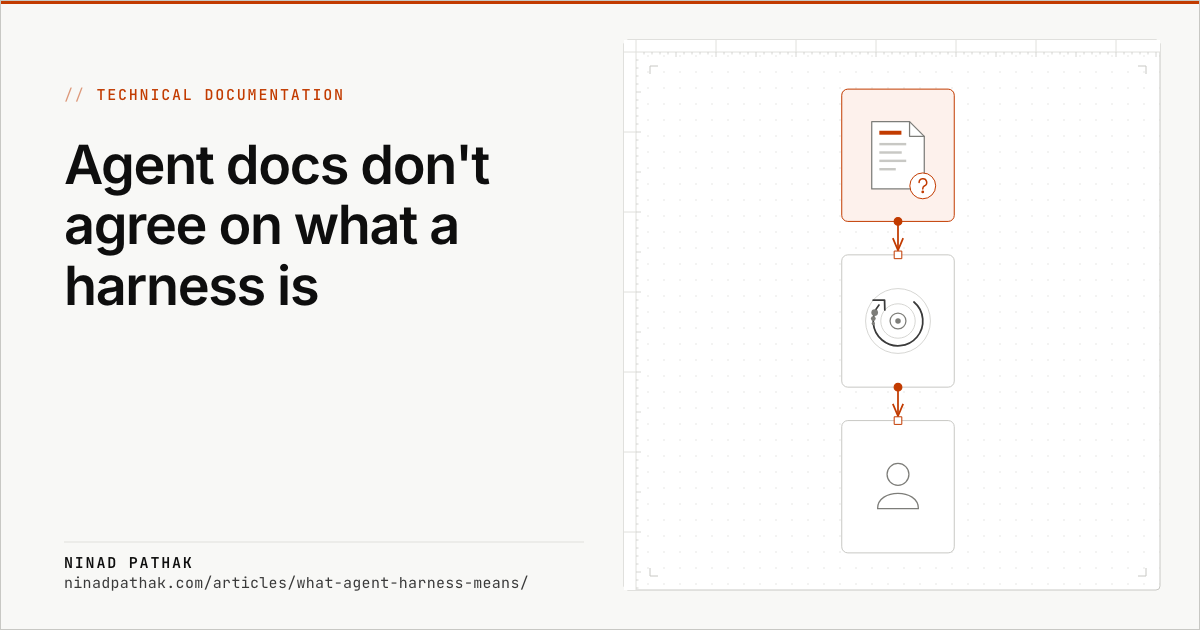 // TECHNICAL DOCUMENTATION
Agent docs don't
agree on what a
harness is
?
NINAD PATHAK
ninadpathak.com/articles/what-agent-harness-means/